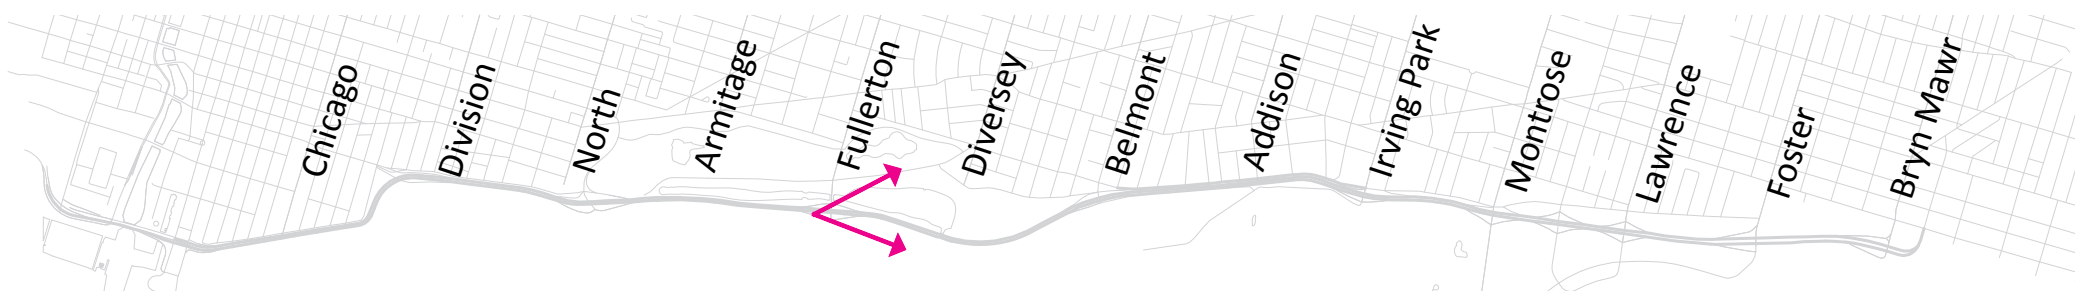 Chicago
Division
North
Armitage
Fullerton
Diversey
Belmont
Addison
Irving Park
Montrose
Lawrence
Foster
Bryn Mawr